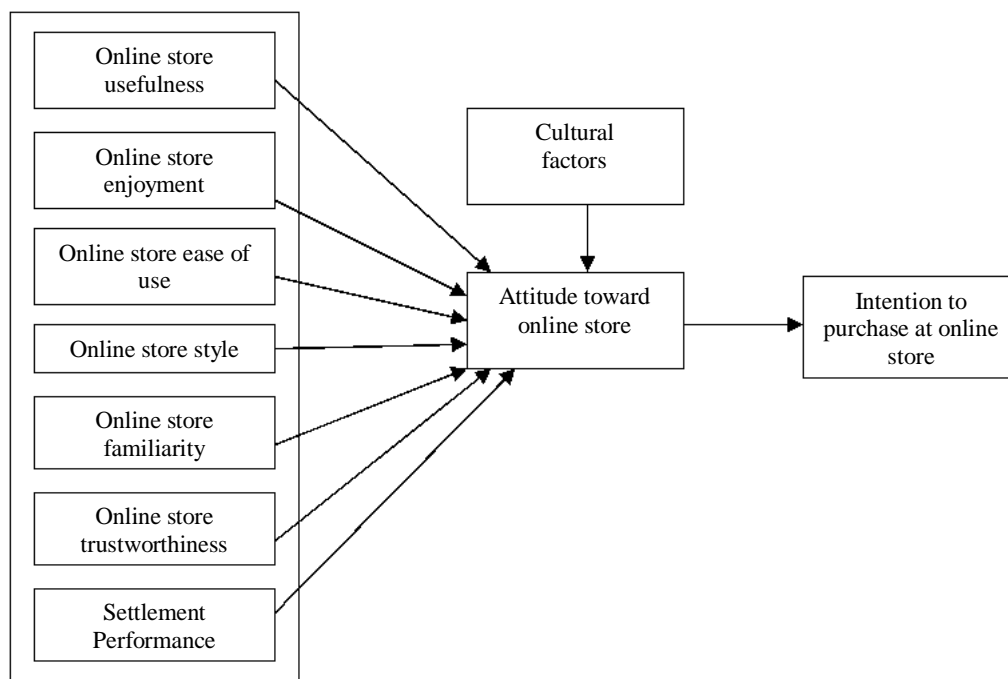 Online store
usefulness
Online store
enjoyment
Online store ease of
use
Online store style
Online store
familiarity
Online store
trustworthiness
Settlement
Performance
Cultural
factors
Attitude toward
online store
Intention to
purchase at online
store